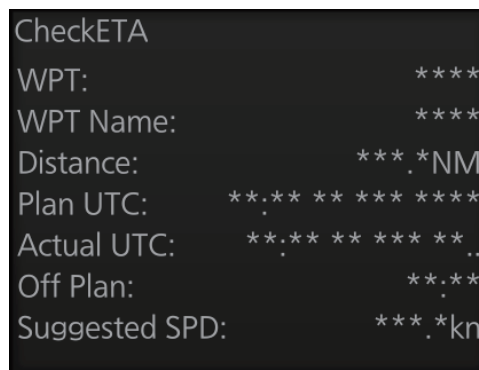 CheckETA
WPT: ****
WPT Name: ****
Distance: ***.*NM
Plan UTC: **:** ** *** ****
Actual UTC: **:** ** *** **..
Off Plan: **:**
Suggested SPD: ***.*kn